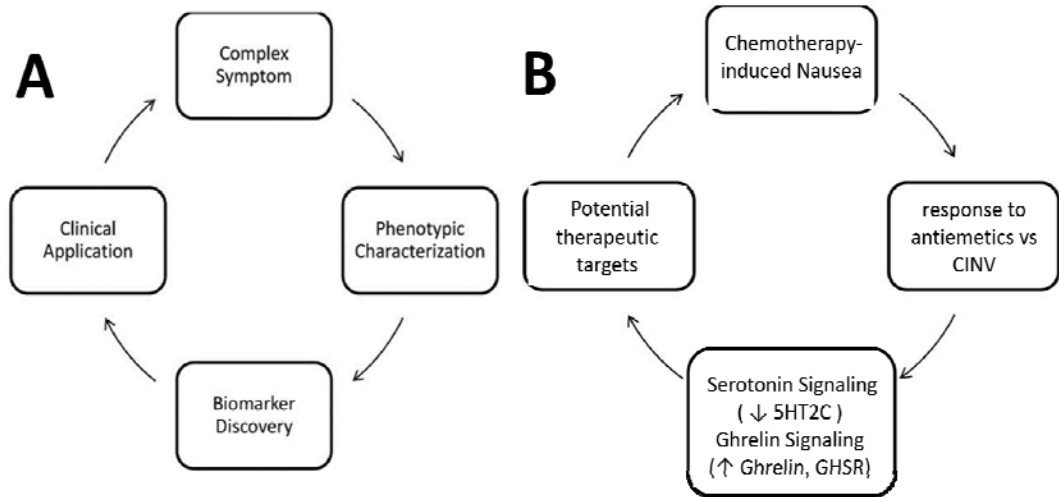 A
Complex
Symptom
Phenotypic
Characterization
Biomarker
Discovery
Clinical
Application
B
Chemotherapy-
induced Nausea
response to
antiemetics vs
CINV
Serotonin Signaling
( ↓ 5HT2C )
Ghrelin Signaling
(↑ Ghrelin, GHSR)
Potential
therapeutic
targets